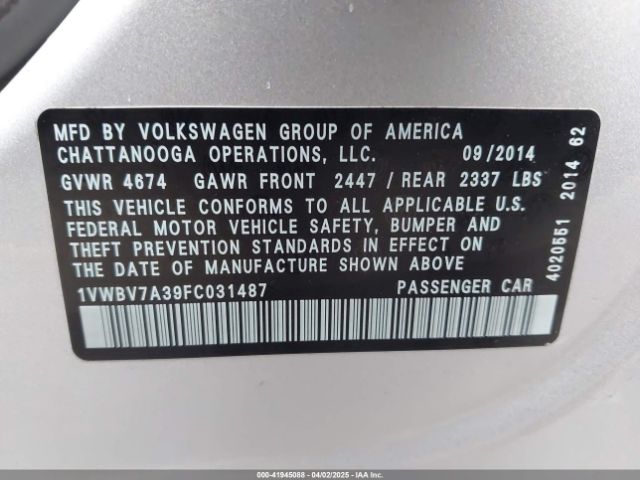 MFD BY VOLKSWAGEN GROUP OF AMERICA
CHATTANOOGA OPERATIONS, LLC. 09/2014
GVWR 4674 GAWR FRONT 2447 / REAR 2337 LBS
THIS VEHICLE CONFORMS TO ALL APPLICABLE U.S.
FEDERAL MOTOR VEHICLE SAFETY, BUMPER AND
THEFT PREVENTION STANDARDS IN EFFECT ON
THE DATE OF MANUFACTURE SHOWN ABOVE
1VWBV7A39FC031487 PASSENGER CAR
4020551 2014 62
000-41945088 - 04/02/2025 - IAAI.COM